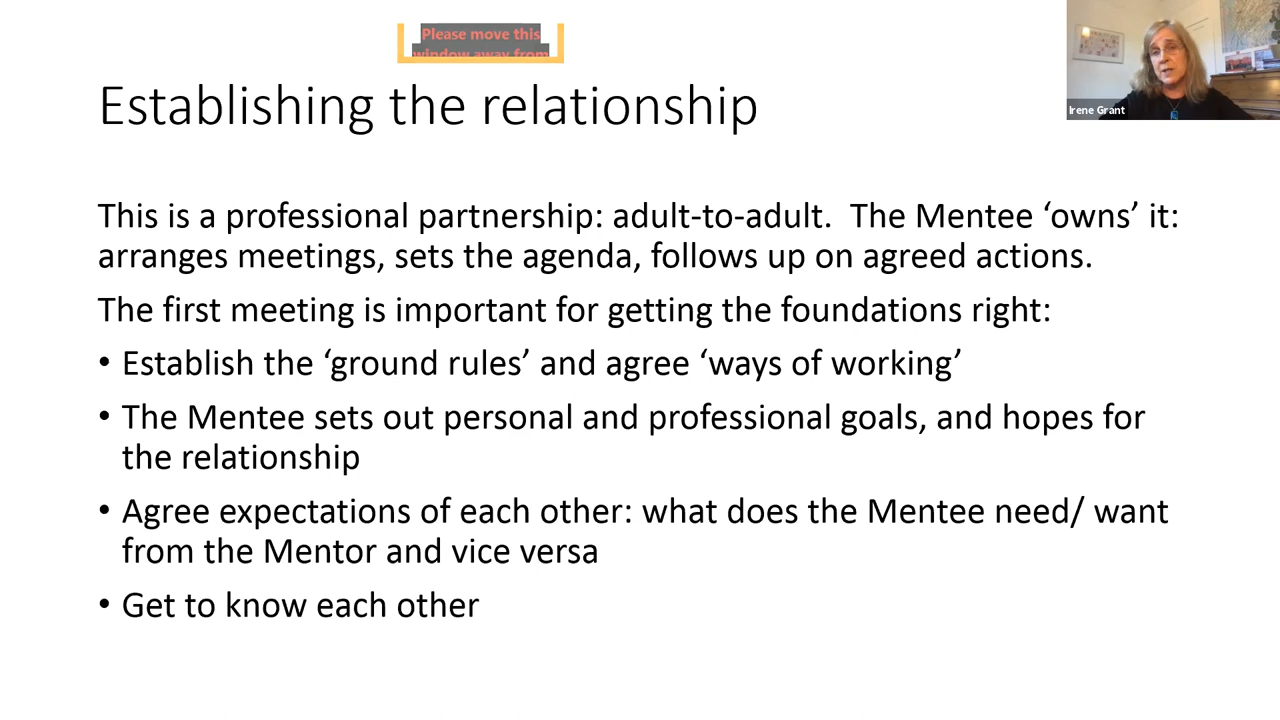 Please move this
window away from
Irene Grant
Establishing the relationship
This is a professional partnership: adult-to-adult.  The Mentee ‘owns’ it:
arranges meetings, sets the agenda, follows up on agreed actions.
The first meeting is important for getting the foundations right:
• Establish the ‘ground rules’ and agree ‘ways of working’
• The Mentee sets out personal and professional goals, and hopes for
the relationship
• Agree expectations of each other: what does the Mentee need/ want
from the Mentor and vice versa
• Get to know each other